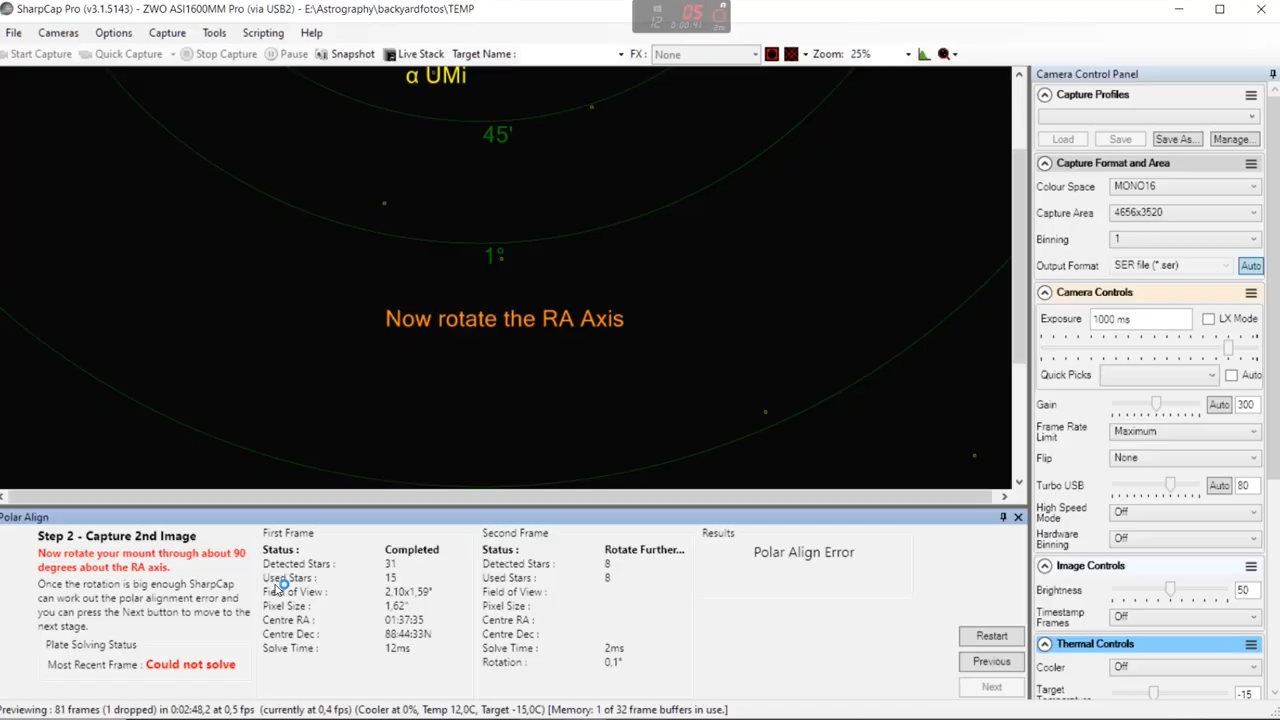 SharpCap Pro (v3.1.5143) - ZWO ASI1600MM Pro (via USB2) - E:\Astrography\backyardfotos\TEMP
File Cameras Options Capture Tools Scripting Help
Start Capture Quick Capture Stop Capture Pause Snapshot Live Stack Target Name : FX : None Zoom: 25%
α UMi
45'
1°
Now rotate the RA Axis
Camera Control Panel
Capture Profiles
Load Save Save As... Manage...
Capture Format and Area
Colour Space MONO16
Capture Area 4656x3520
Binning 1
Output Format SER file (*.ser) Auto
Camera Controls
Exposure 1000 ms LX Mode
Quick Picks Auto
Gain Auto 300
Frame Rate Limit Maximum
Flip None
Turbo USB Auto 80
High Speed Mode Off
Hardware Binning Off
Image Controls
Brightness 50
Timestamp Frames Off
Thermal Controls
Cooler Off
Target -15
Polar Align
Step 2 - Capture 2nd Image
Now rotate your mount through about 90
degrees about the RA axis.
Once the rotation is big enough SharpCap
can work out the polar alignment error and
you can press the Next button to move to the
next stage.
Plate Solving Status
Most Recent Frame : Could not solve
First Frame
Status : Completed
Detected Stars : 31
Used Stars : 15
Field of View : 2,10x1,59°
Pixel Size : 1,62"
Centre RA : 01:37:35
Centre Dec : 88:44:33N
Solve Time : 12ms
Second Frame
Status : Rotate Further...
Detected Stars : 8
Used Stars : 8
Field of View :
Pixel Size :
Centre RA :
Centre Dec :
Solve Time : 2ms
Rotation : 0,1°
Results
Polar Align Error
Restart
Previous
Next
Previewing : 81 frames (1 dropped) in 0:02:48,2 at 0,5 fps (currently at 0,4 fps) (Cooler at 0%, Temp 12,0C, Target -15,0C) [Memory: 1 of 32 frame buffers in use.]